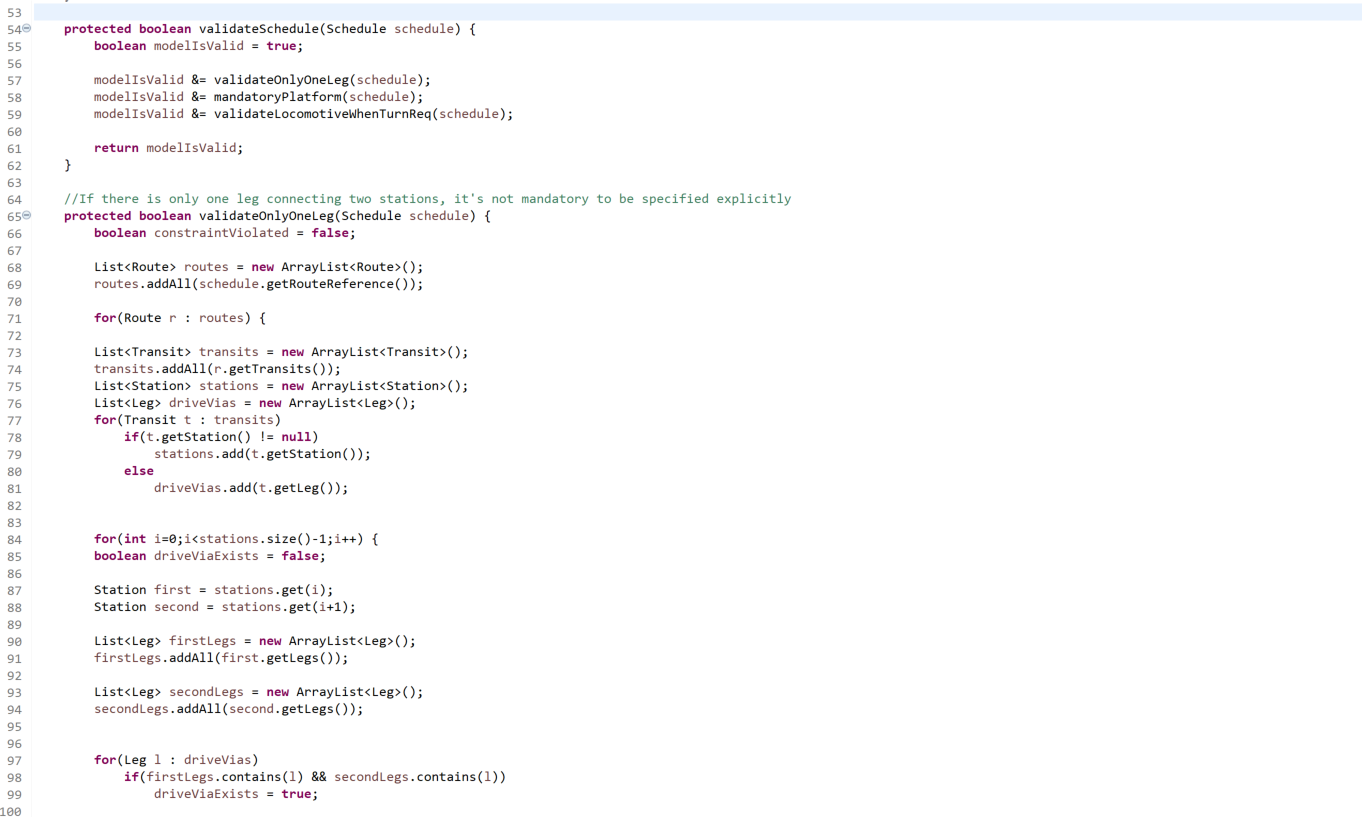 53
54 protected boolean validateSchedule(Schedule schedule) {
55 boolean modelIsValid = true;
56
57 modelIsValid &= validateOnlyOneLeg(schedule);
58 modelIsValid &= mandatoryPlatform(schedule);
59 modelIsValid &= validateLocomotiveWhenTurnReq(schedule);
60
61 return modelIsValid;
62 }
63
64 //If there is only one leg connecting two stations, it's not mandatory to be specified explicitly
65 protected boolean validateOnlyOneLeg(Schedule schedule) {
66 boolean constraintViolated = false;
67
68 List<Route> routes = new ArrayList<Route>();
69 routes.addAll(schedule.getRouteReference());
70
71 for(Route r : routes) {
72
73 List<Transit> transits = new ArrayList<Transit>();
74 transits.addAll(r.getTransits());
75 List<Station> stations = new ArrayList<Station>();
76 List<Leg> driveVias = new ArrayList<Leg>();
77 for(Transit t : transits)
78 if(t.getStation() != null)
79 stations.add(t.getStation());
80 else
81 driveVias.add(t.getLeg());
82
83
84 for(int i=0;i<stations.size()-1;i++) {
85 boolean driveViaExists = false;
86
87 Station first = stations.get(i);
88 Station second = stations.get(i+1);
89
90 List<Leg> firstLegs = new ArrayList<Leg>();
91 firstLegs.addAll(first.getLegs());
92
93 List<Leg> secondLegs = new ArrayList<Leg>();
94 secondLegs.addAll(second.getLegs());
95
96
97 for(Leg l : driveVias)
98 if(firstLegs.contains(l) && secondLegs.contains(l))
99 driveViaExists = true;
100